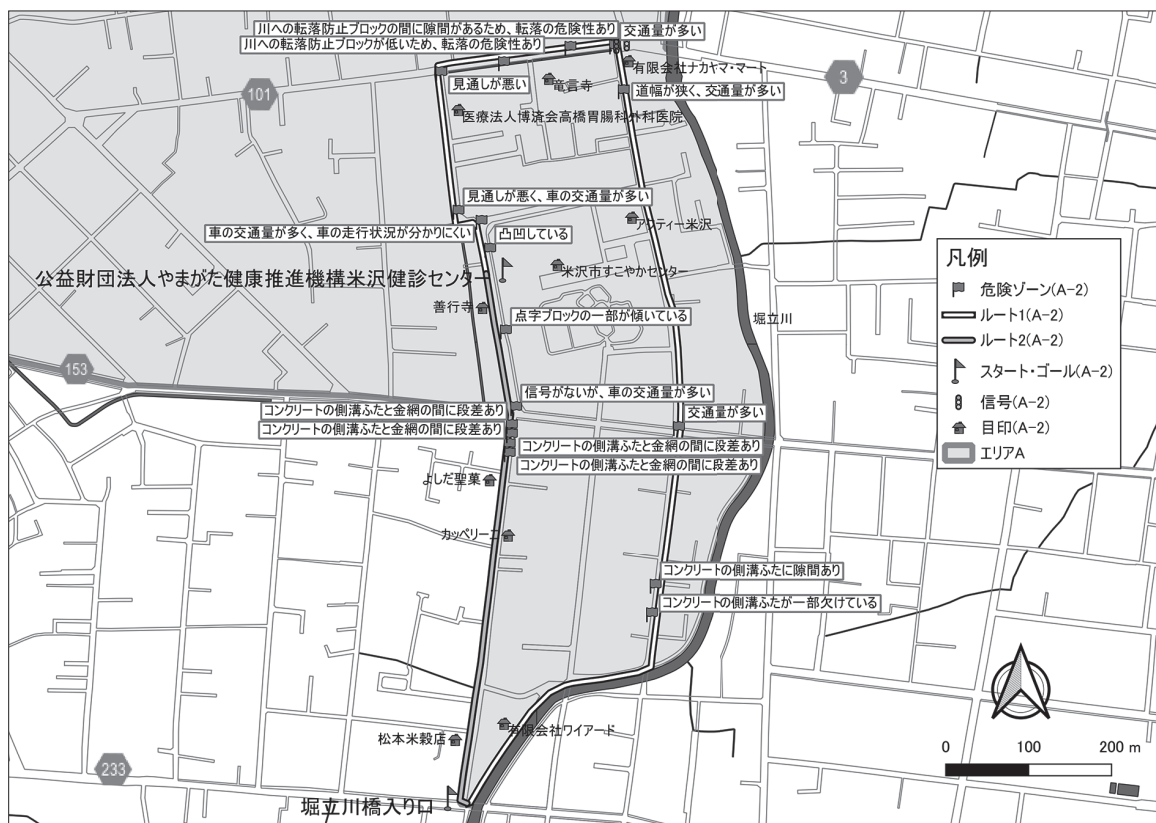 川への転落防止ブロックの間に隙間があるため、転落の危険性あり
交通量が多い
川への転落防止ブロックが低いため、転落の危険性あり
有限会社ナカヤマ・マート
3
見通しが悪い
竜言寺
道幅が狭く、交通量が多い
101
医療法人博済会高橋胃腸科外科医院
見通しが悪く、車の交通量が多い
アクティー米沢
車の交通量が多く、車の走行状況が分かりにくい
凸凹している
公益財団法人やまがた健康推進機構米沢健診センター
米沢市すこやかセンター
善行寺
点字ブロックの一部が傾いている
堀立川
凡例
危険ゾーン(A-2)
ルート1(A-2)
ルート2(A-2)
スタート・ゴール(A-2)
信号(A-2)
目印(A-2)
エリアA
153
信号がないが、車の交通量が多い
コンクリートの側溝ふたと金網の間に段差あり
交通量が多い
コンクリートの側溝ふたと金網の間に段差あり
コンクリートの側溝ふたと金網の間に段差あり
コンクリートの側溝ふたと金網の間に段差あり
よしだ聖菓
カッペリーニ
コンクリートの側溝ふたに隙間あり
コンクリートの側溝ふたが一部欠けている
有限会社ワイアード
松本米穀店
233
堀立川橋入り口
0 100 200 m